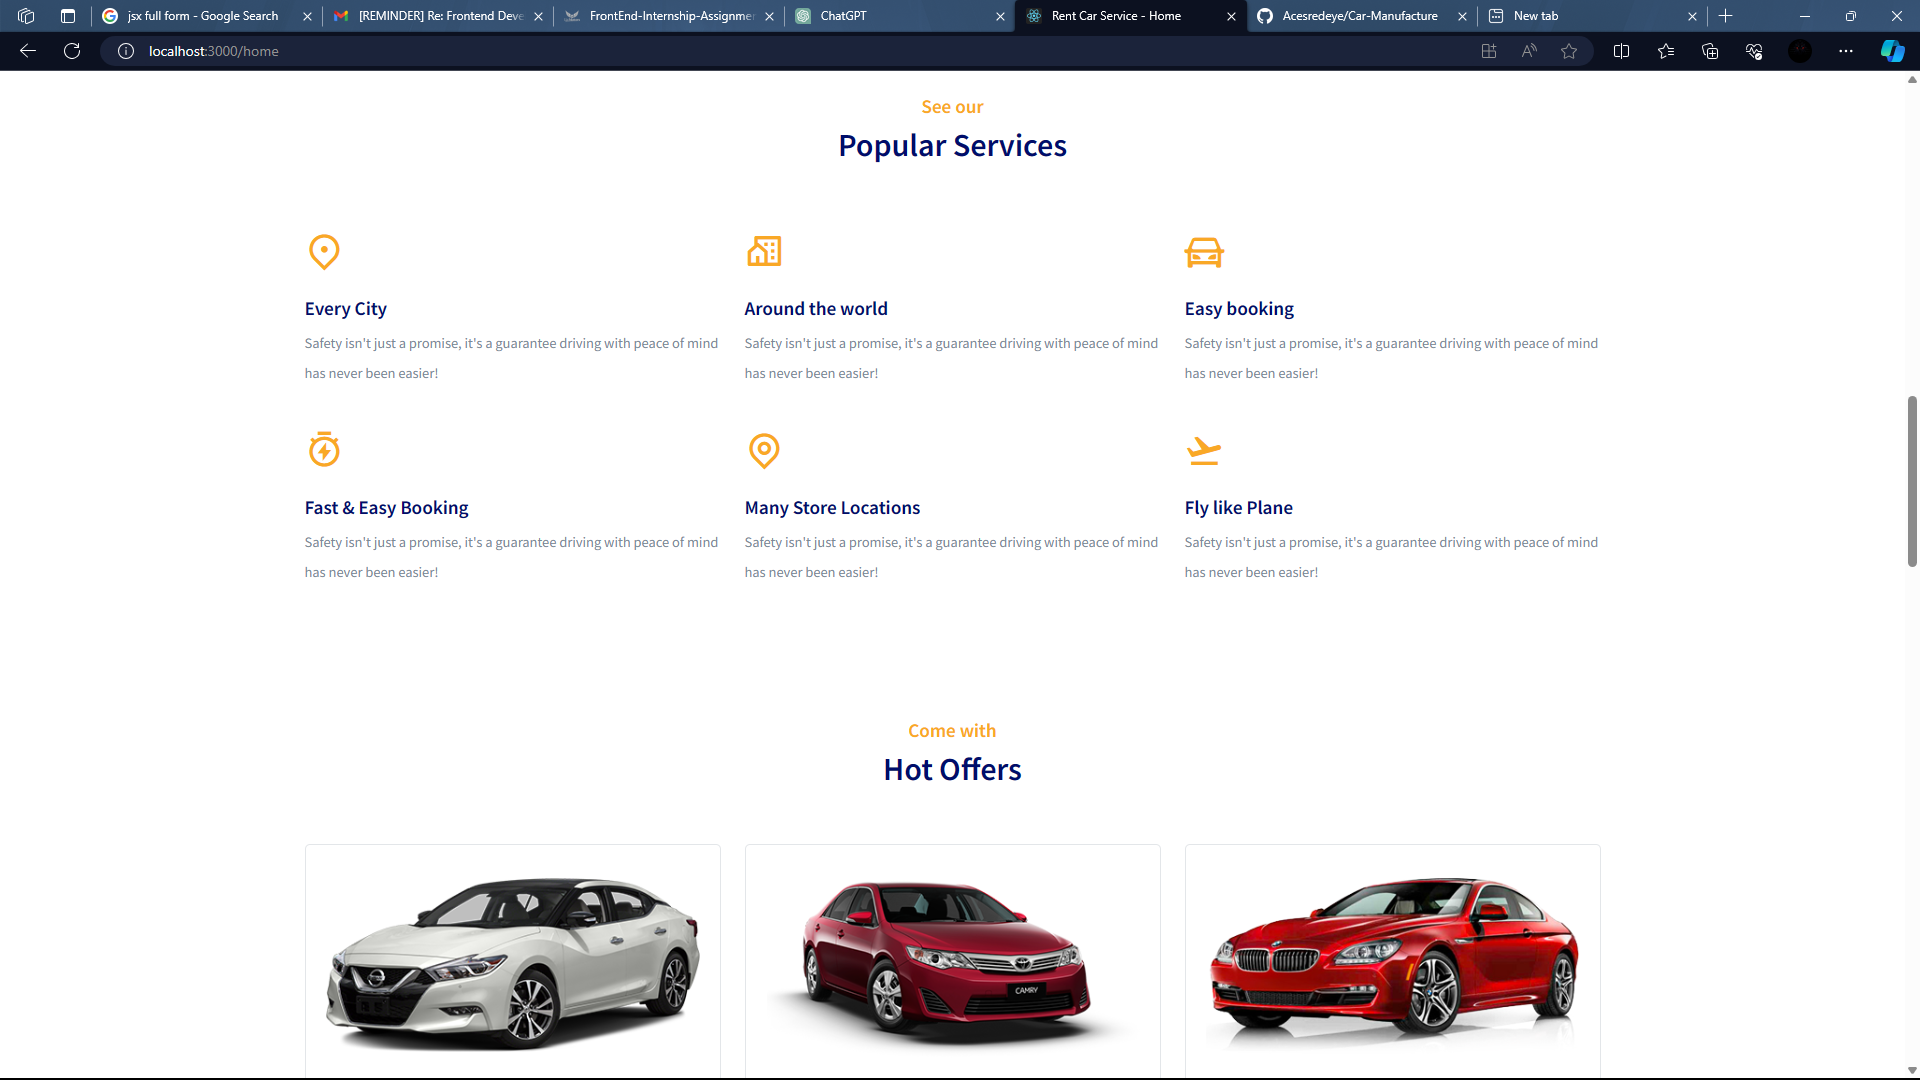 jsx full form - Google Search
[REMINDER] Re: Frontend Deve
FrontEnd-Internship-Assignmen
ChatGPT
Rent Car Service - Home
Acesredeye/Car-Manufacture
New tab
localhost:3000/home
See our
Popular Services
Every City
Around the world
Easy booking
Safety isn't just a promise, it's a guarantee driving with peace of mind
has never been easier!
Safety isn't just a promise, it's a guarantee driving with peace of mind
has never been easier!
Safety isn't just a promise, it's a guarantee driving with peace of mind
has never been easier!
Fast & Easy Booking
Many Store Locations
Fly like Plane
Safety isn't just a promise, it's a guarantee driving with peace of mind
has never been easier!
Safety isn't just a promise, it's a guarantee driving with peace of mind
has never been easier!
Safety isn't just a promise, it's a guarantee driving with peace of mind
has never been easier!
Come with
Hot Offers
CAMRY